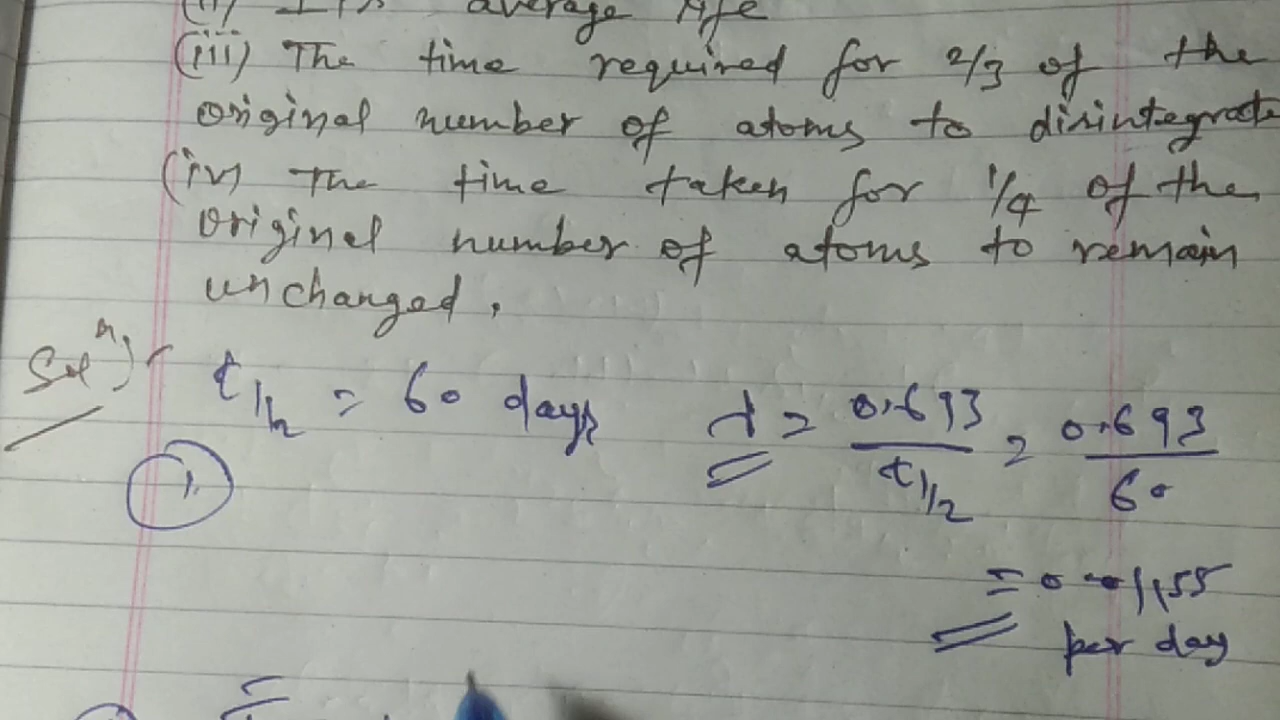 average life
(iii) The time required for 2/3 of the
original number of atoms to disintegrate
(iv) The time taken for 1/4 of the
original number of atoms to remain
unchanged.
Solⁿ:- t1/2 = 60 days λ = 0.693/t1/2 = 0.693/60
1.
= 0.01155
per day